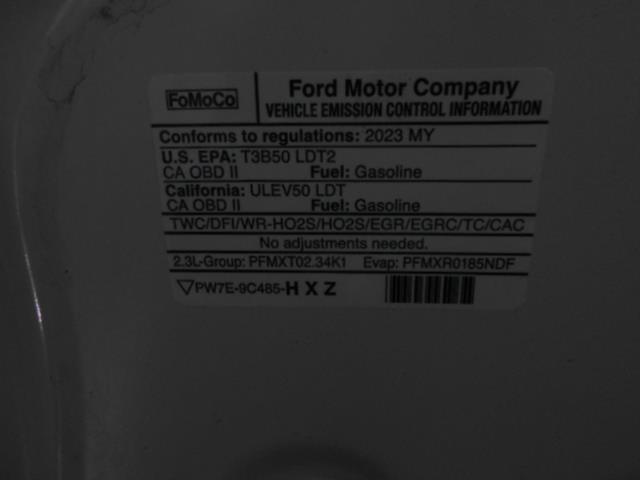 FoMoCo
Ford Motor Company
VEHICLE EMISSION CONTROL INFORMATION
Conforms to regulations: 2023 MY
U.S. EPA: T3B50 LDT2
CA OBD II Fuel: Gasoline
California: ULEV50 LDT
CA OBD II Fuel: Gasoline
TWC/DFI/WR-HO2S/HO2S/EGR/EGRC/TC/CAC
No adjustments needed.
2.3L-Group: PFMXT02.34K1 Evap: PFMXR0185NDF
PW7E-9C485-H X Z